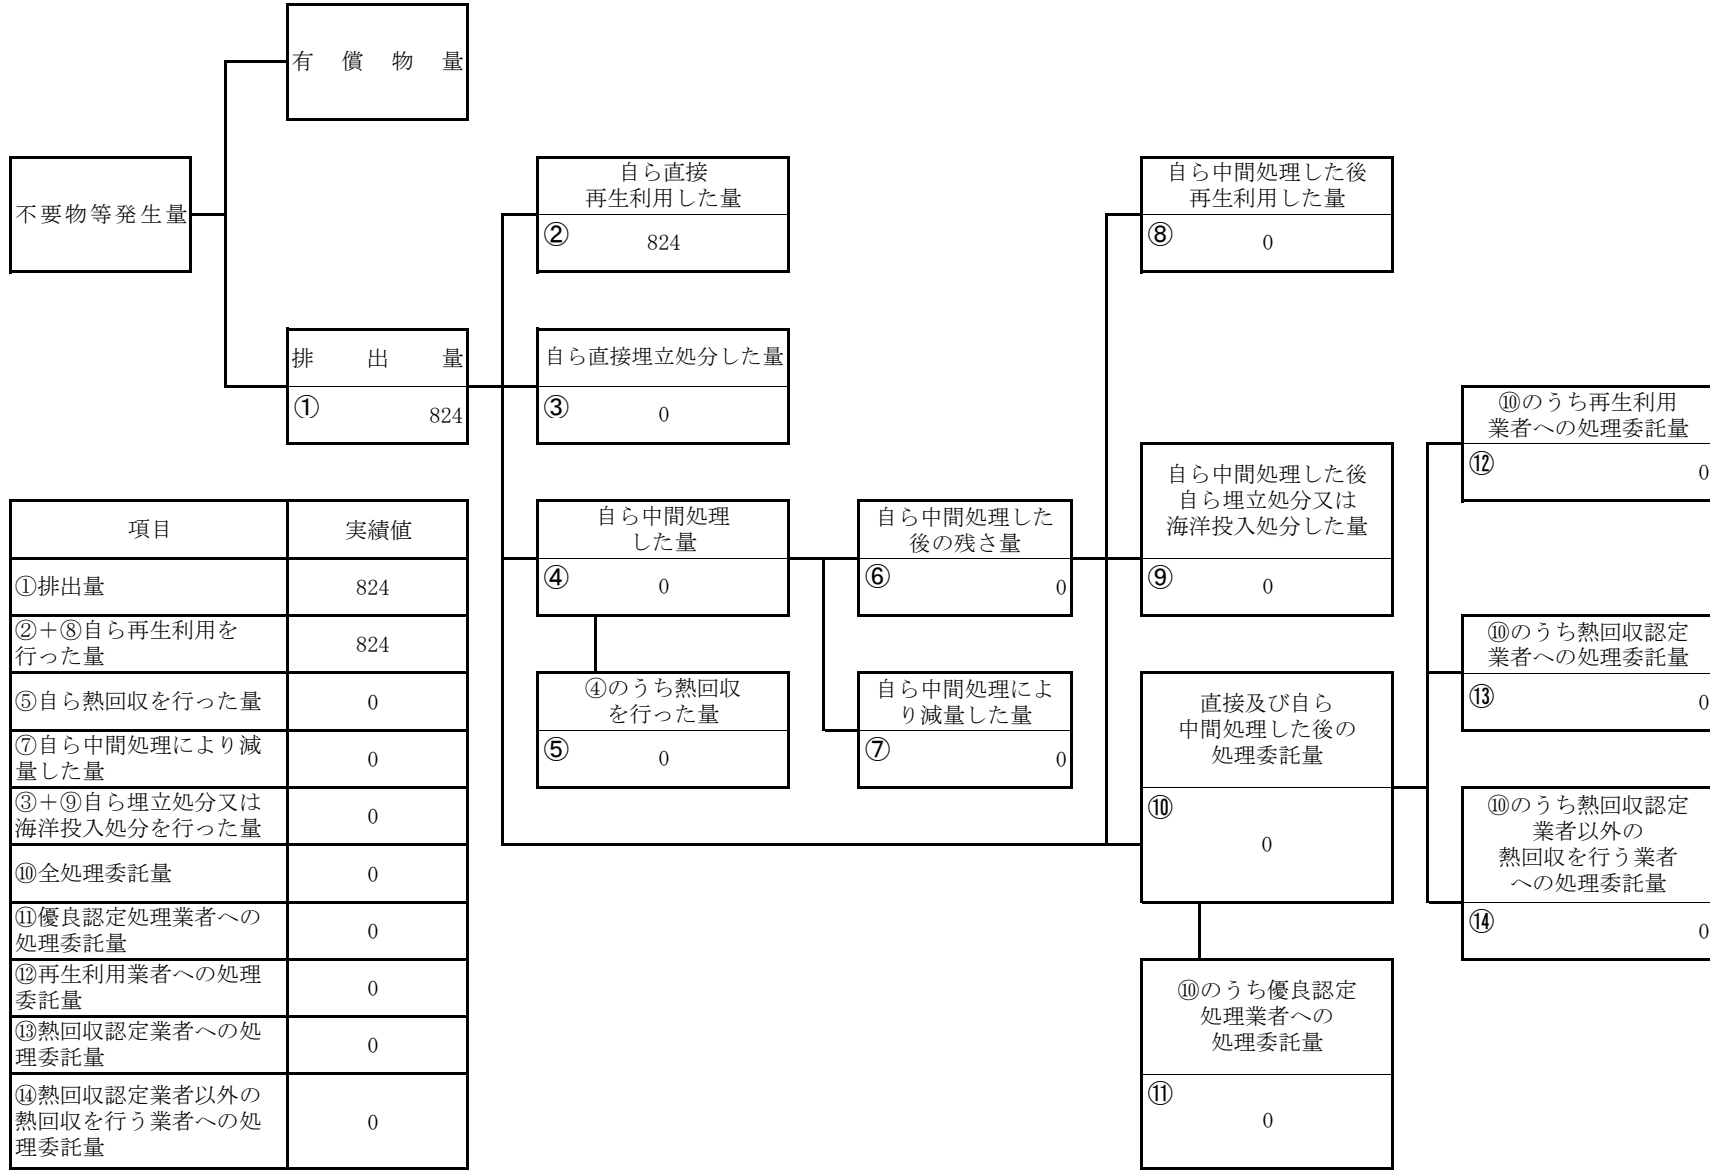 有償物量
不要物等発生量
自ら直接
再生利用した量
② 824
自ら中間処理した後
再生利用した量
⑧ 0
排出量
① 824
自ら直接埋立処分した量
③ 0
⑩のうち再生利用
業者への処理委託量
⑫ 0
自ら中間処理
した量
④ 0
自ら中間処理した
後の残さ量
⑥ 0
自ら中間処理した後
自ら埋立処分又は
海洋投入処分した量
⑨ 0
⑩のうち熱回収認定
業者への処理委託量
⑬ 0
④のうち熱回収
を行った量
⑤ 0
自ら中間処理によ
り減量した量
⑦ 0
直接及び自ら
中間処理した後の
処理委託量
⑩
0
⑩のうち熱回収認定
業者以外の
熱回収を行う業者
への処理委託量
⑭ 0
⑩のうち優良認定
処理業者への
処理委託量
⑪
0
項目 実績値
①排出量 824
②+⑧自ら再生利用を
行った量 824
⑤自ら熱回収を行った量 0
⑦自ら中間処理により減
量した量 0
③+⑨自ら埋立処分又は
海洋投入処分を行った量 0
⑩全処理委託量 0
⑪優良認定処理業者への
処理委託量 0
⑫再生利用業者への処理
委託量 0
⑬熱回収認定業者への処
理委託量 0
⑭熱回収認定業者以外の
熱回収を行う業者への処 0
理委託量